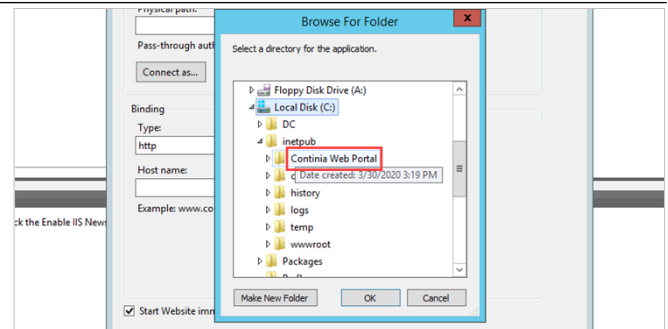 Physical path:
Browse For Folder
x
Pass-through auth
Select a directory for the application.
Connect as...
Floppy Disk Drive (A:)
Local Disk (C:)
Binding
DC
Type:
inetpub
http
Continia Web Portal
Host name:
c
Date created: 3/30/2020 3:19 PM
history
Example: www.co
logs
ck the Enable IIS News
temp
wwwroot
Packages
Make New Folder
OK
Cancel
Start Website imm